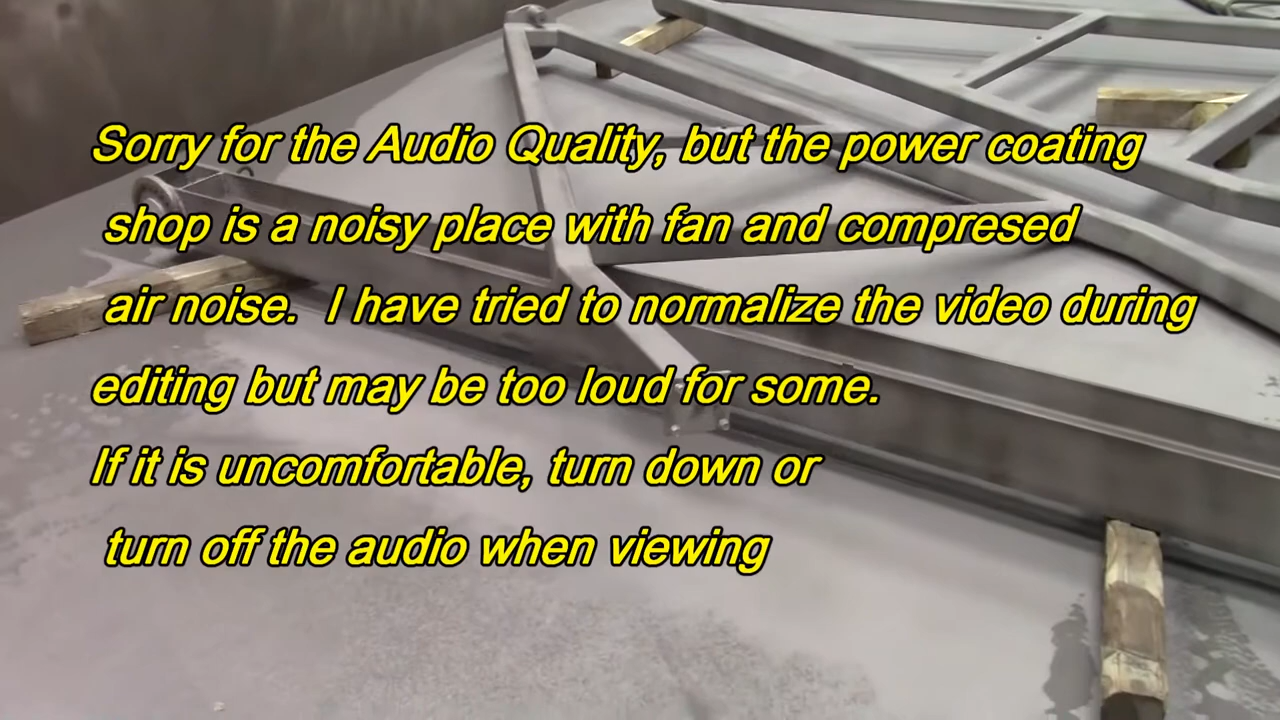 Sorry for the Audio Quality, but the power coating
shop is a noisy place with fan and compresed
air noise. I have tried to normalize the video during
editing but may be too loud for some.
If it is uncomfortable, turn down or
turn off the audio when viewing